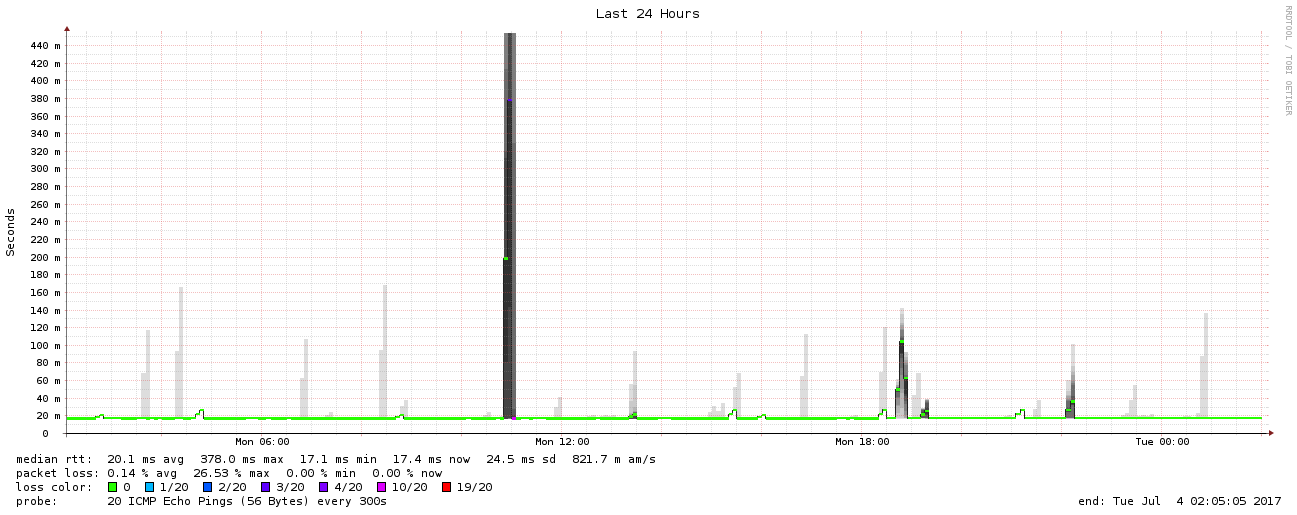 Last 24 Hours
RRDTOOL / TOBI OETIKER
Seconds
440 m
420 m
400 m
380 m
360 m
340 m
320 m
300 m
280 m
260 m
240 m
220 m
200 m
180 m
160 m
140 m
120 m
100 m
80 m
60 m
40 m
20 m
0
Mon 06:00 Mon 12:00 Mon 18:00 Tue 00:00
median rtt: 20.1 ms avg 378.0 ms max 17.1 ms min 17.4 ms now 24.5 ms sd 821.7 m am/s
packet loss: 0.14 % avg 26.53 % max 0.00 % min 0.00 % now
loss color: 0 1/20 2/20 3/20 4/20 10/20 19/20
probe: 20 ICMP Echo Pings (56 Bytes) every 300s end: Tue Jul 4 02:05:05 2017